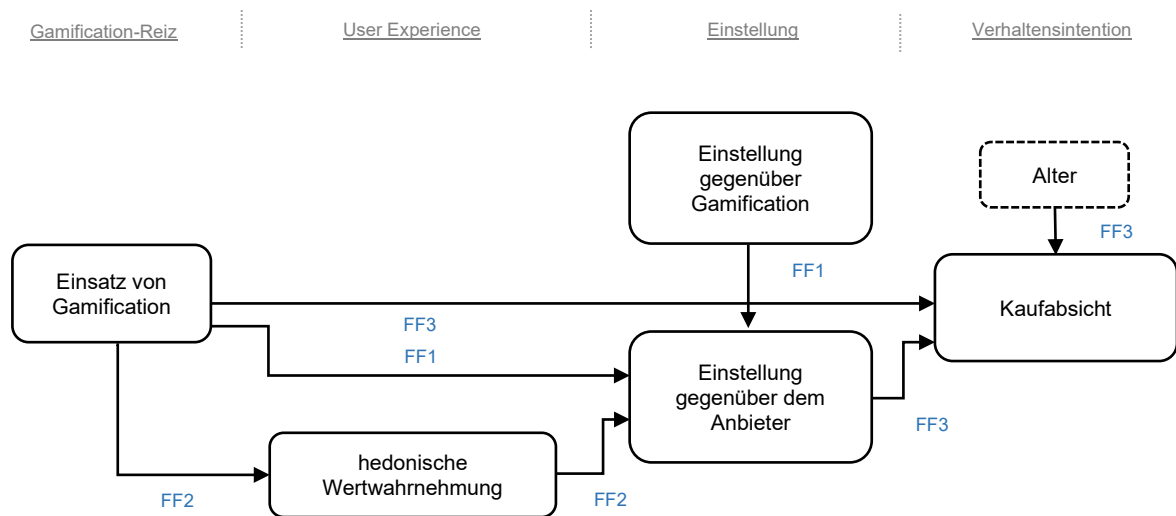 Gamification-Reiz
User Experience
Einstellung
Verhaltensintention
Einstellung
gegenüber
Gamification
Alter
FF3
FF1
Einsatz von
Gamification
Kaufabsicht
FF3
FF1
Einstellung
gegenüber dem
Anbieter
FF3
hedonische
Wertwahrnehmung
FF2
FF2